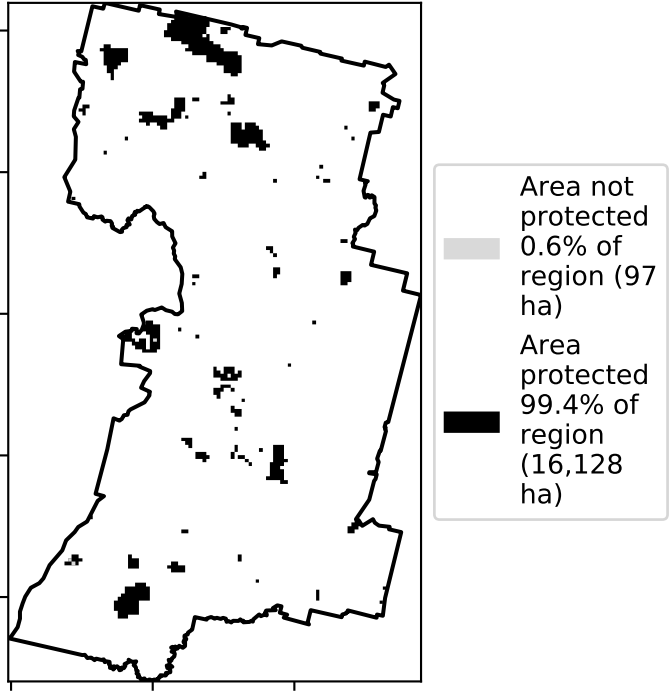 Area not
protected
0.6% of
region (97
ha)
Area
protected
99.4% of
region
(16,128
ha)